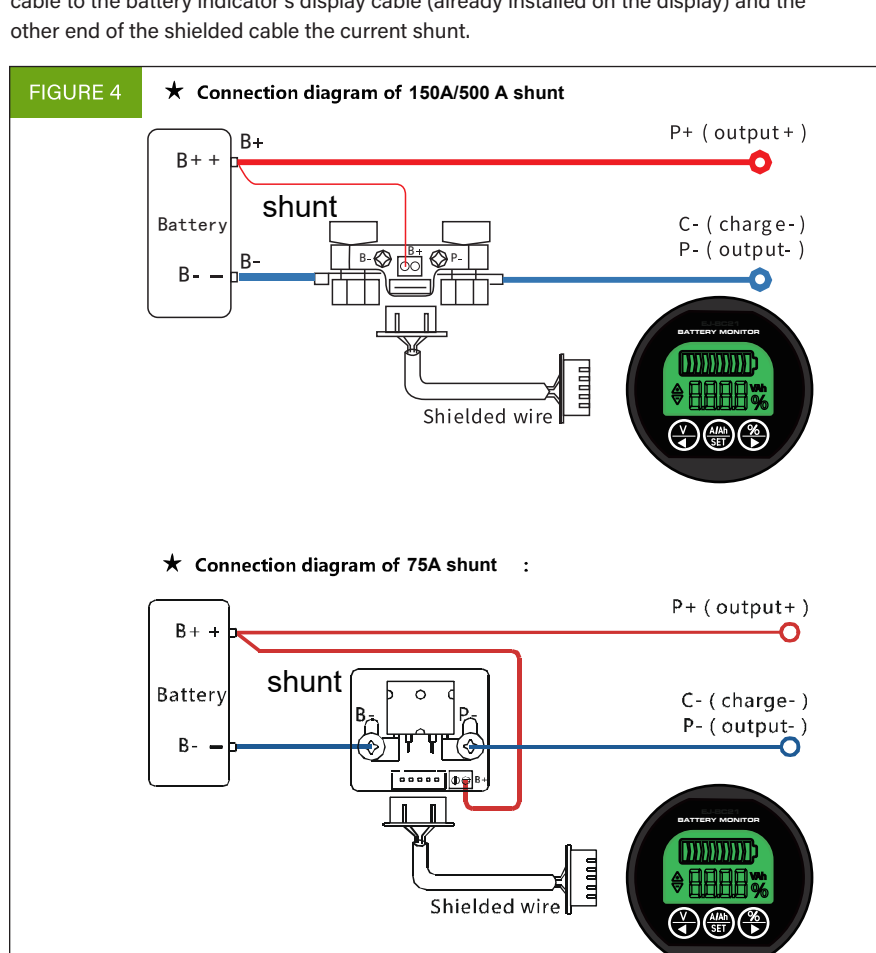 cable to the battery indicator's display cable (already installed on the display) and the
other end of the shielded cable the current shunt.
FIGURE 4
★ Connection diagram of 150A/500 A shunt
P+ ( output+ )
B+
B+ +
shunt
Battery
C- ( charge- )
P- ( output- )
B-
B- −
B-
B+
P-
BATTERY MONITOR
VAh
%
Shielded wire
V
A/Ah
SET
%
★ Connection diagram of 75A shunt :
P+ ( output+ )
B+ +
shunt
Battery
C- ( charge- )
P- ( output- )
B-
P-
B- −
B+
BATTERY MONITOR
VAh
%
Shielded wire
V
A/Ah
SET
%